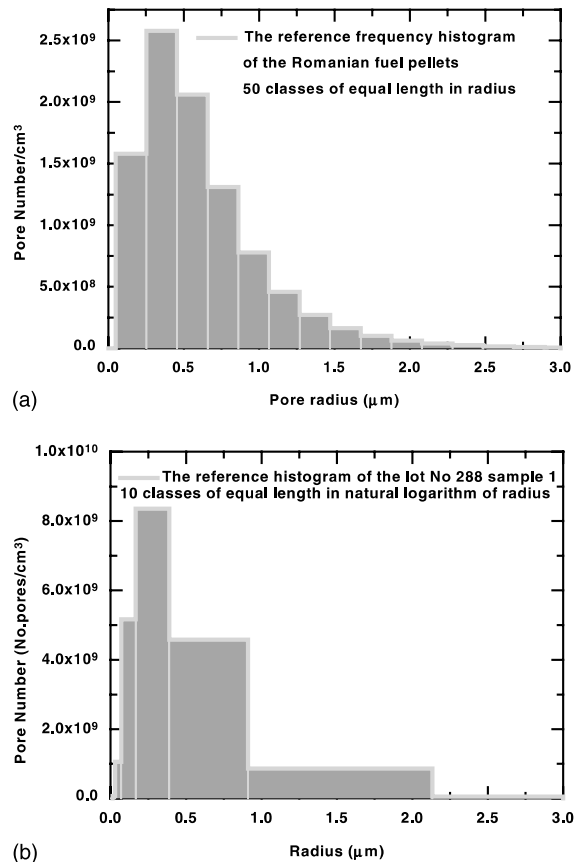 2.5x10⁹
2.0x10⁹
1.5x10⁹
1.0x10⁹
5.0x10⁸
0.0
Pore Number/cm³
The reference frequency histogram
of the Romanian fuel pellets
50 classes of equal length in radius
0.0 0.5 1.0 1.5 2.0 2.5 3.0
Pore radius (μm)
(a)
1.0x10¹⁰
8.0x10⁹
6.0x10⁹
4.0x10⁹
2.0x10⁹
0.0
Pore Number (No.pores/cm³)
The reference histogram of the lot No 288 sample 1
10 classes of equal length in natural logarithm of radius
0.0 0.5 1.0 1.5 2.0 2.5 3.0
Radius (μm)
(b)